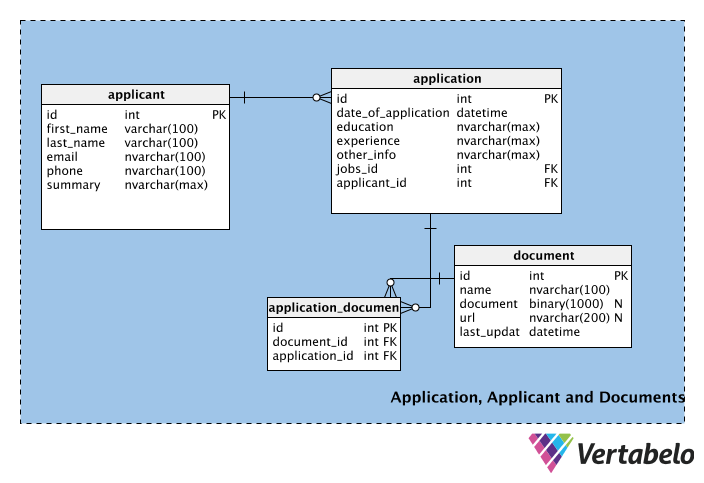 applicant
id int PK
first_name varchar(100)
last_name varchar(100)
email nvarchar(100)
phone nvarchar(100)
summary nvarchar(max)
application
id int PK
date_of_application datetime
education nvarchar(max)
experience nvarchar(max)
other_info nvarchar(max)
jobs_id int FK
applicant_id int FK
document
id int PK
name nvarchar(100)
document binary(1000) N
url nvarchar(200) N
last_updat datetime
application_documen
id int PK
document_id int FK
application_id int FK
Application, Applicant and Documents
Vertabelo